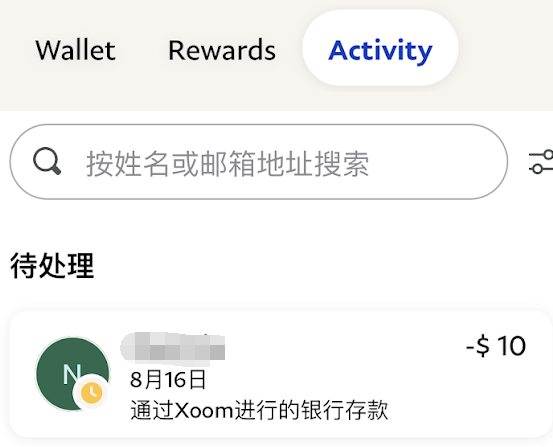 Wallet Rewards Activity
按姓名或邮箱地址搜索
待处理
N
-$ 10
8月16日
通过Xoom进行的银行存款